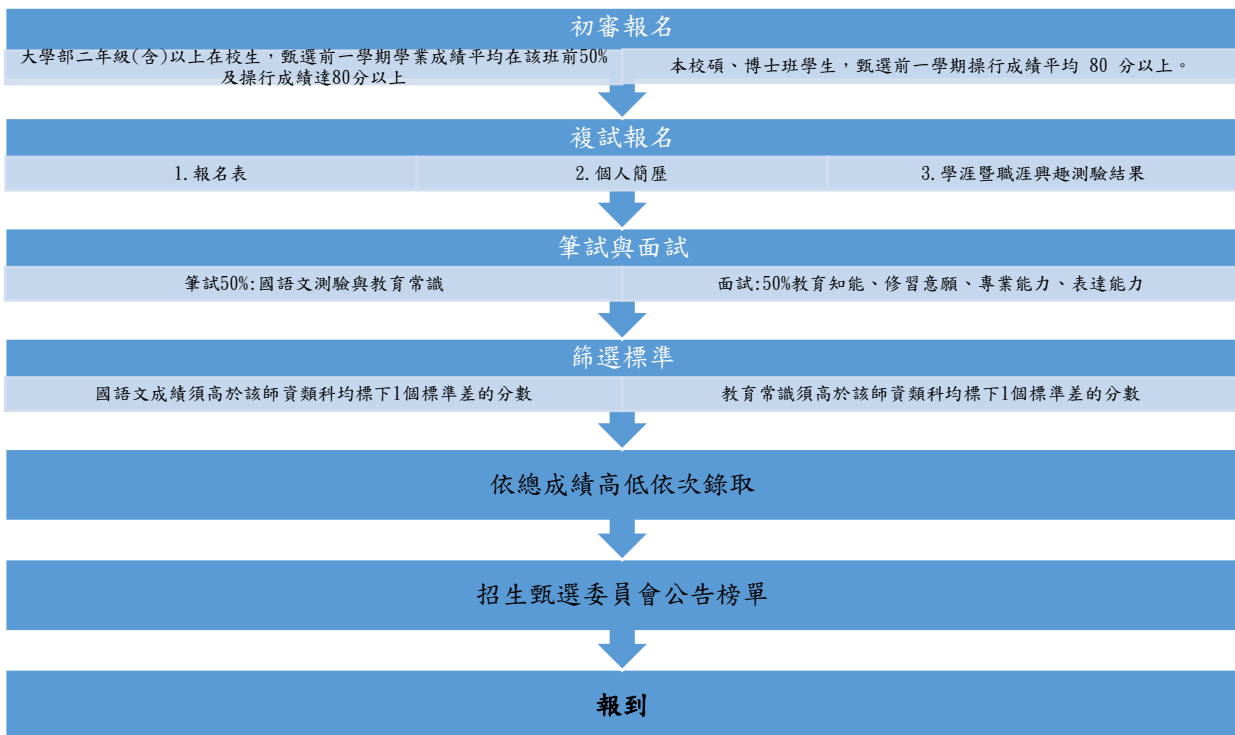 初審報名
大學部二年級(含)以上在校生，甄選前一學期學業成績平均在該班前50%
及操行成績達80分以上
本校碩、博士班學生，甄選前一學期操行成績平均 80 分以上。
複試報名
1.報名表
2.個人簡歷
3.學涯暨職涯興趣測驗結果
筆試與面試
筆試50%:國語文測驗與教育常識
面試:50%教育知能、修習意願、專業能力、表達能力
篩選標準
國語文成績須高於該師資類科均標下1個標準差的分數
教育常識須高於該師資類科均標下1個標準差的分數
依總成績高低依次錄取
招生甄選委員會公告榜單
報到